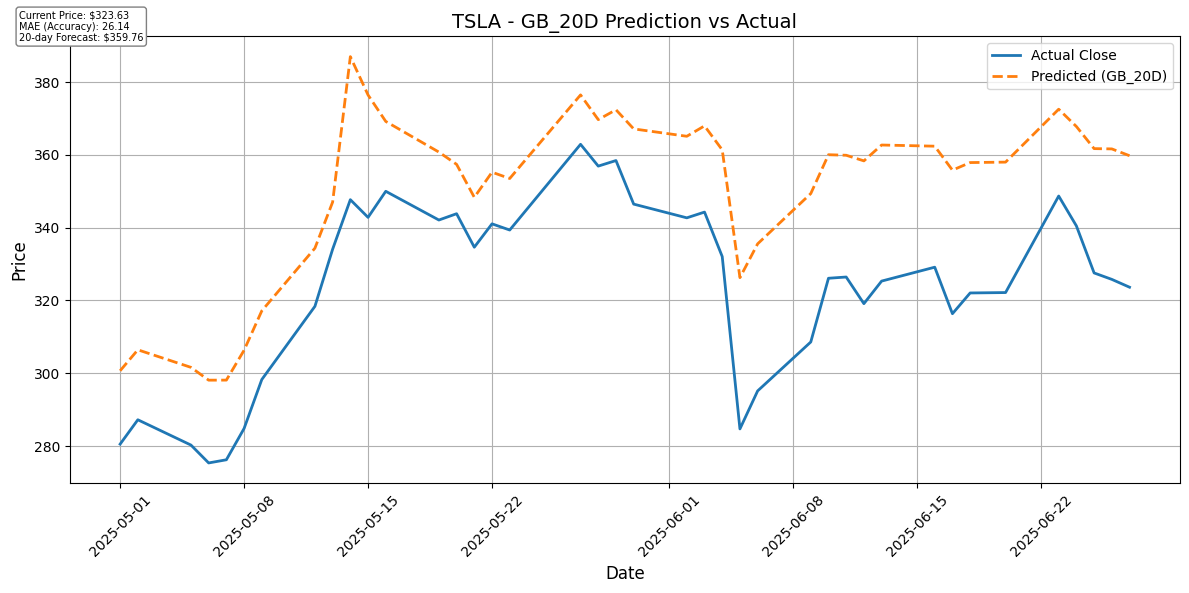 TSLA - GB_20D Prediction vs Actual
Current Price: $323.63
MAE (Accuracy): 26.14
20-day Forecast: $359.76
Actual Close
Predicted (GB_20D)
Price
380
360
340
320
300
280
2025-05-01
2025-05-08
2025-05-15
2025-05-22
2025-06-01
2025-06-08
2025-06-15
2025-06-22
Date